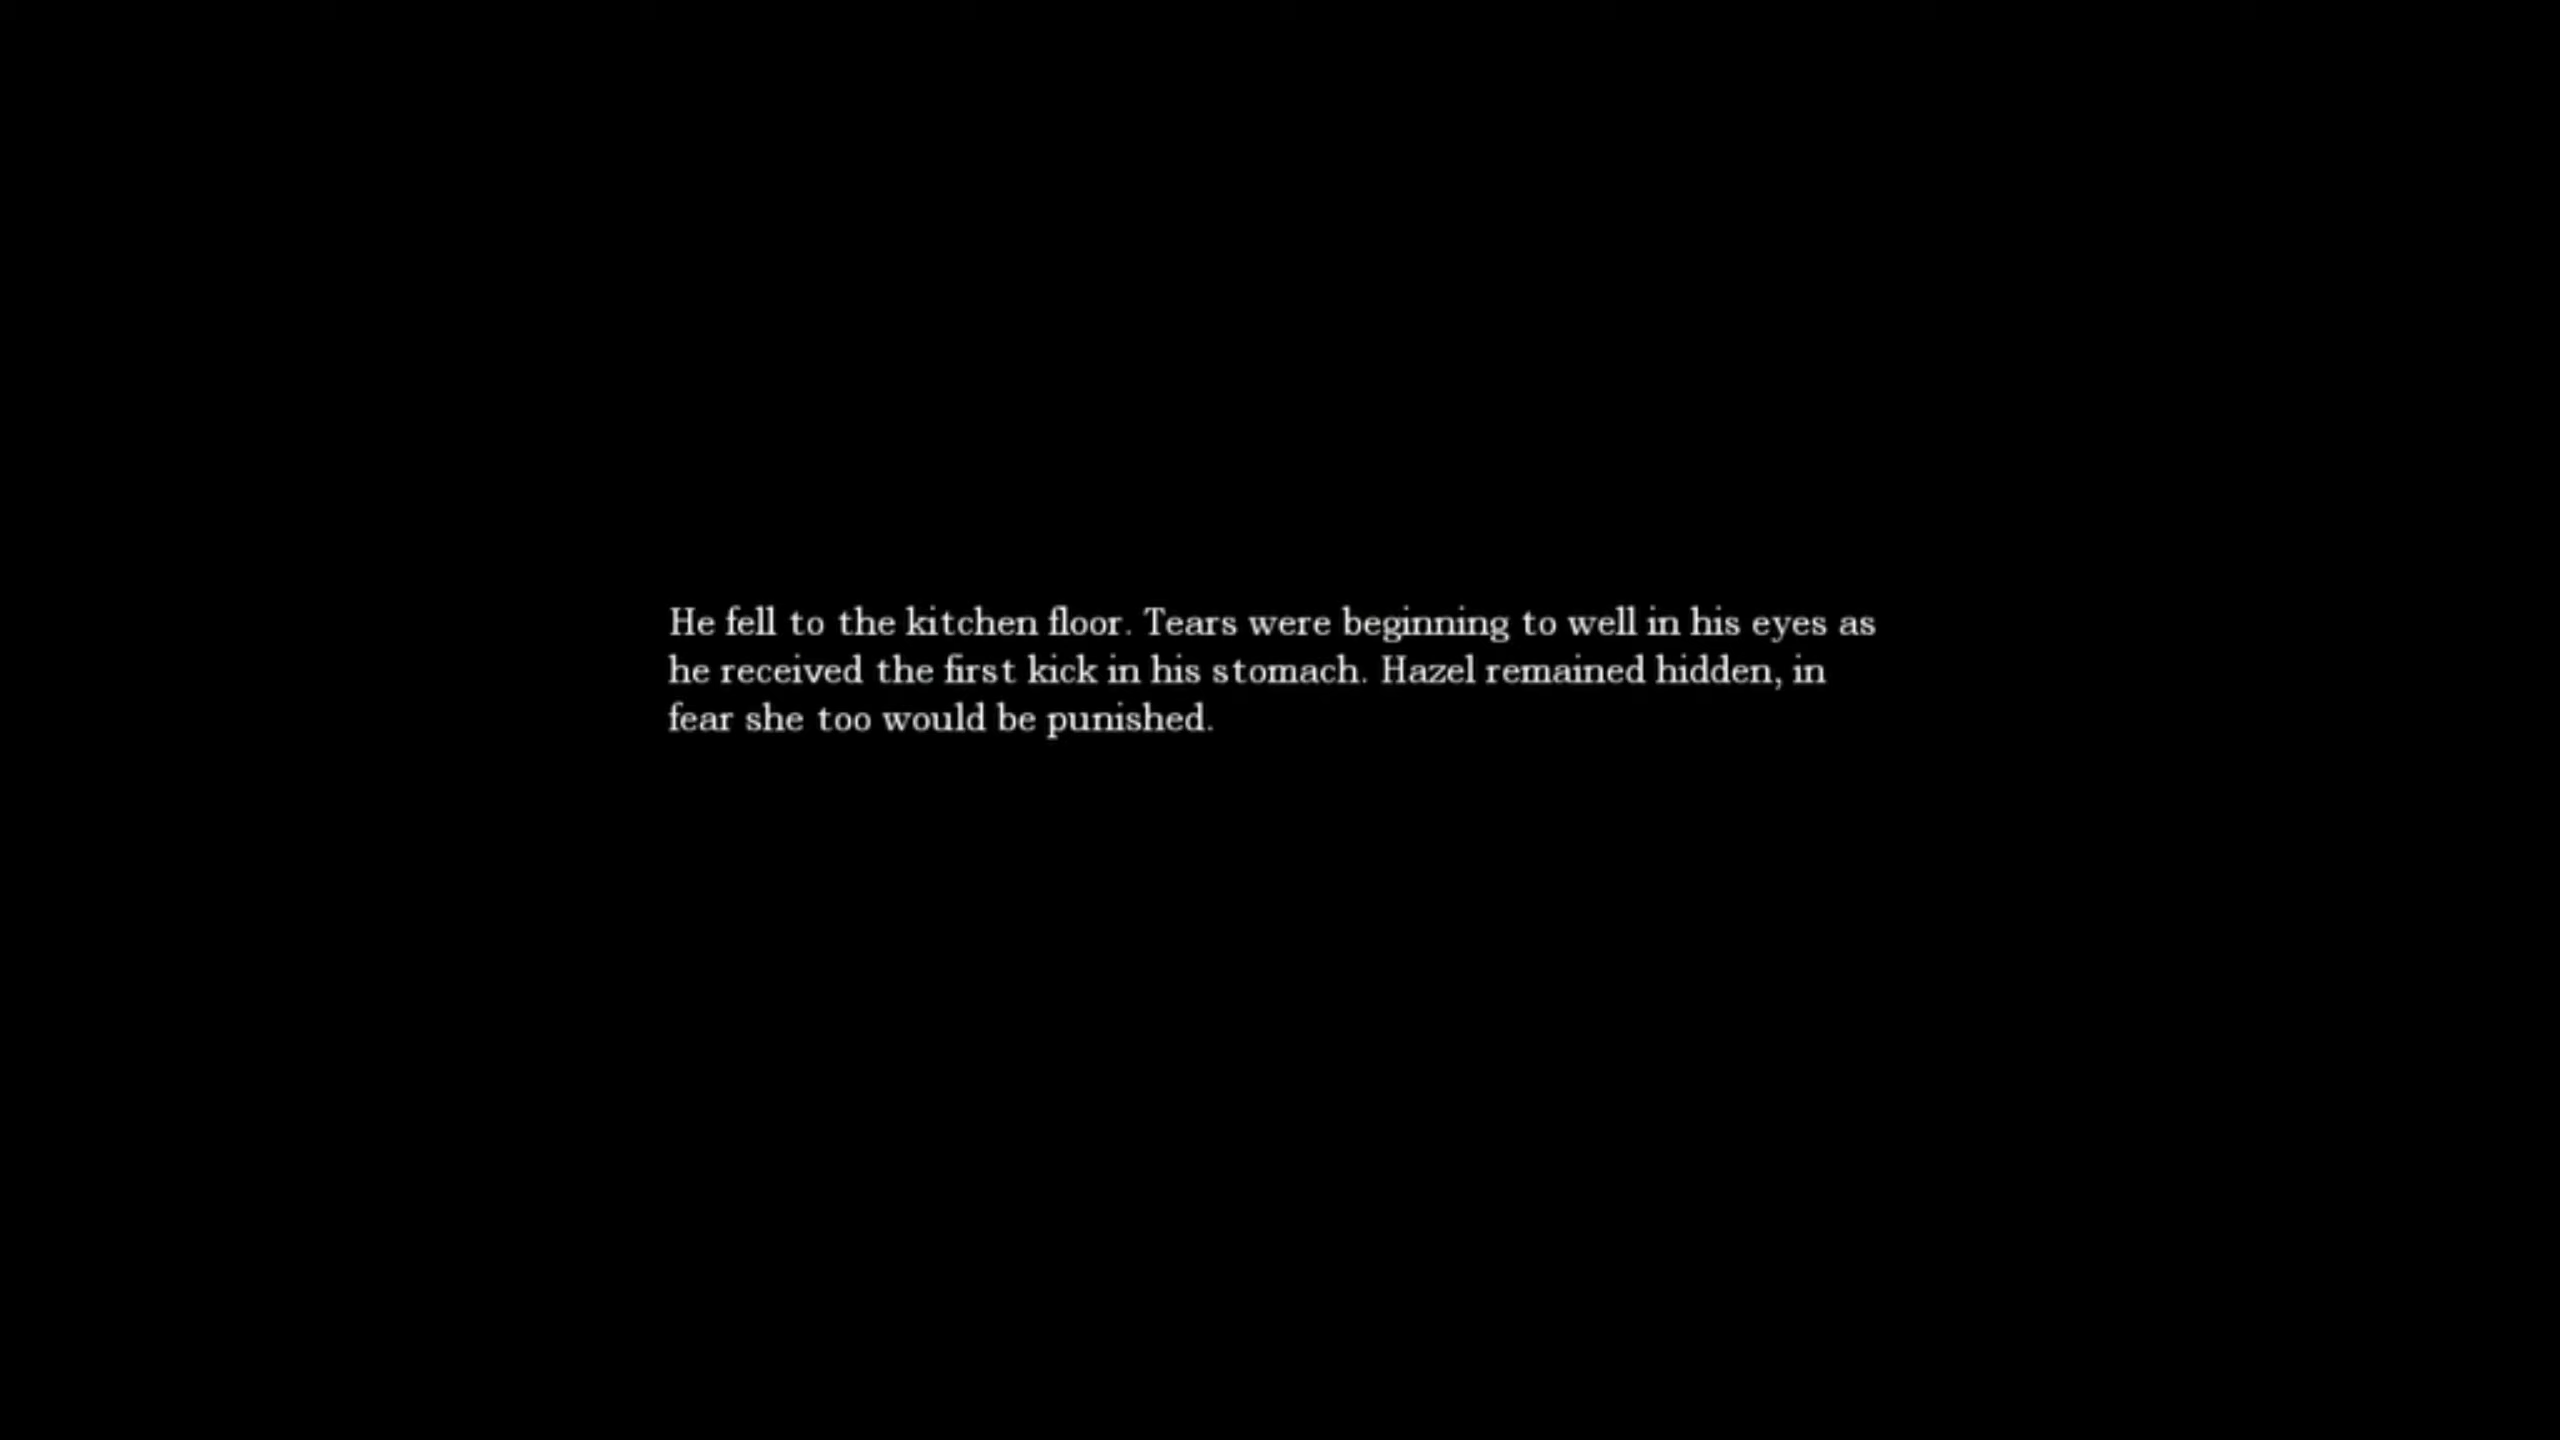 He fell to the kitchen floor. Tears were beginning to well in his eyes as
he received the first kick in his stomach. Hazel remained hidden, in
fear she too would be punished.